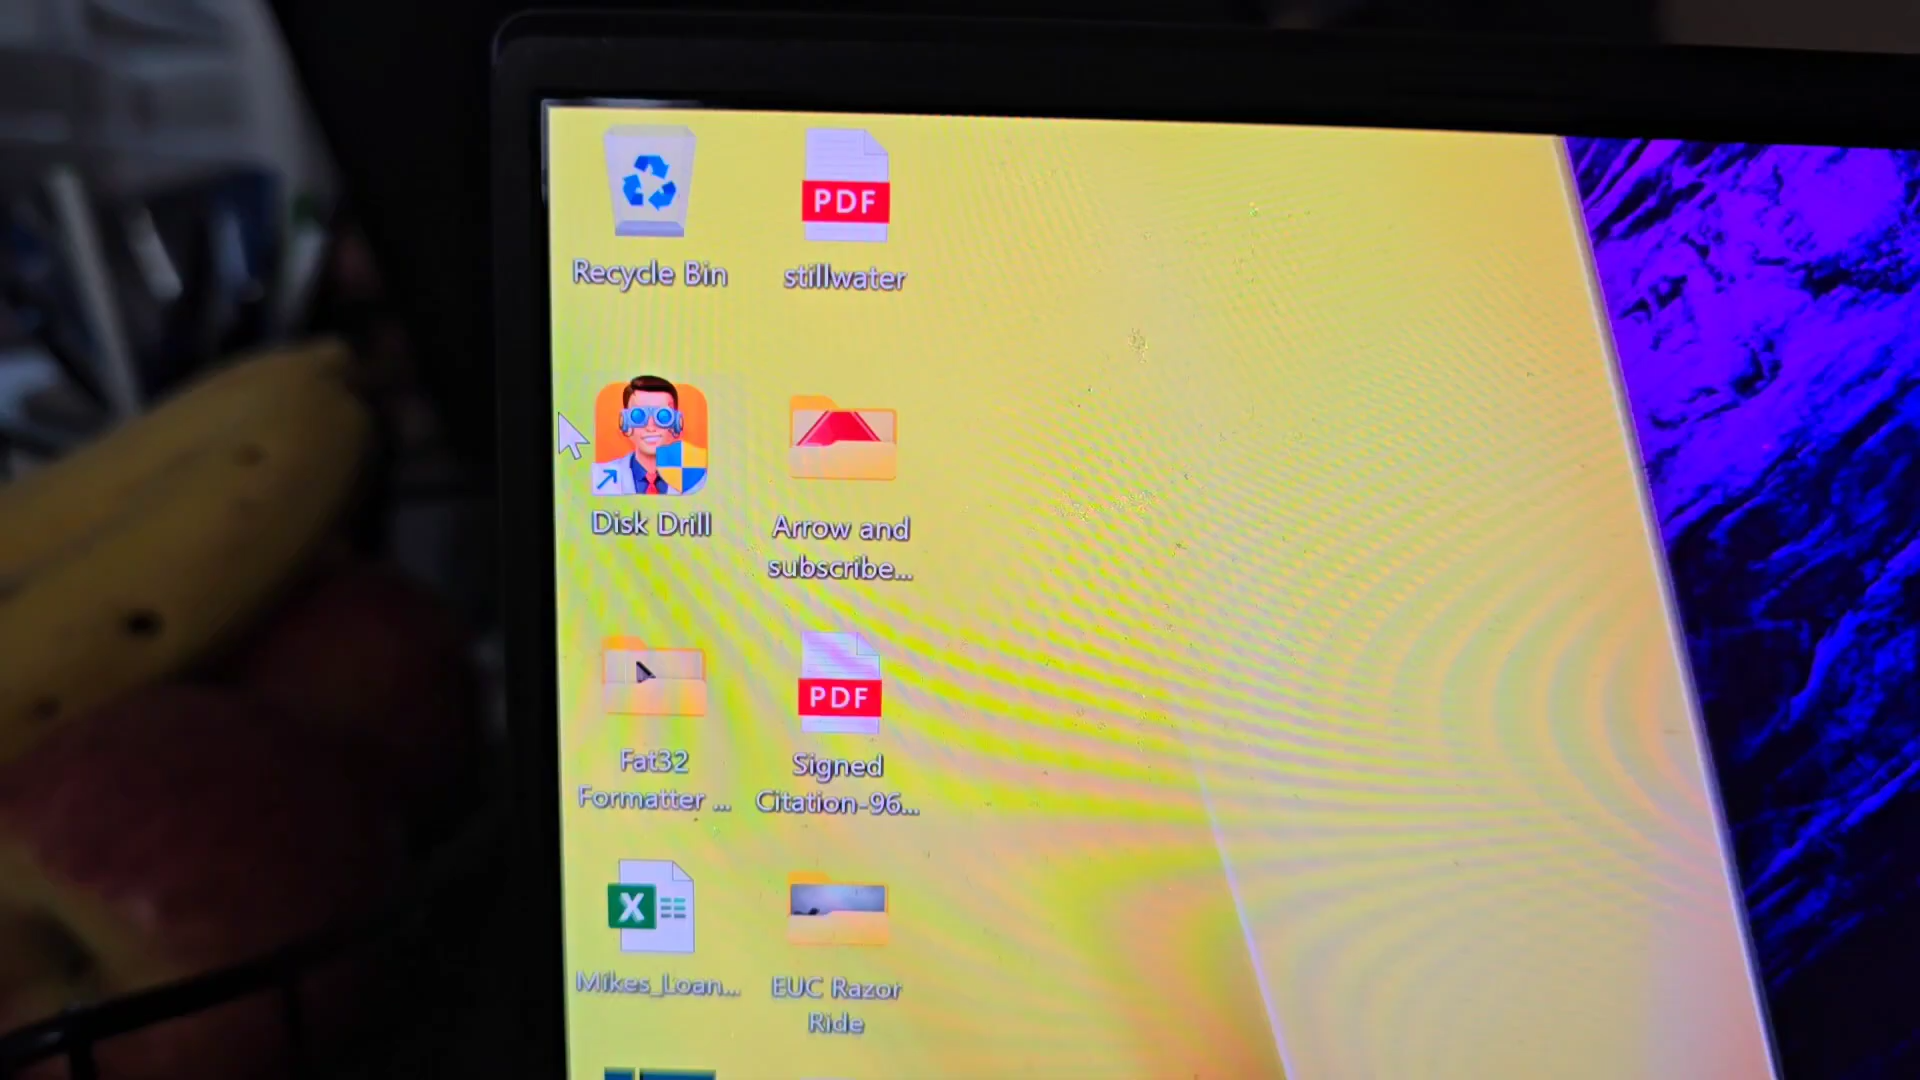 Recycle Bin
PDF
stillwater
Disk Drill
Arrow and
subscribe...
Fat32
Formatter ...
PDF
Signed
Citation-96...
X
Mikes_Loan...
EUC Razor
Ride